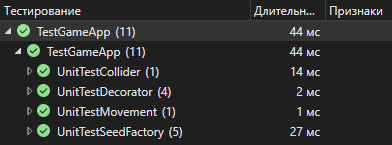 Тестирование Длительн... Признаки
TestGameApp (11) 44 мс
TestGameApp (11) 44 мс
UnitTestCollider (1) 14 мс
UnitTestDecorator (4) 2 мс
UnitTestMovement (1) 1 мс
UnitTestSeedFactory (5) 27 мс